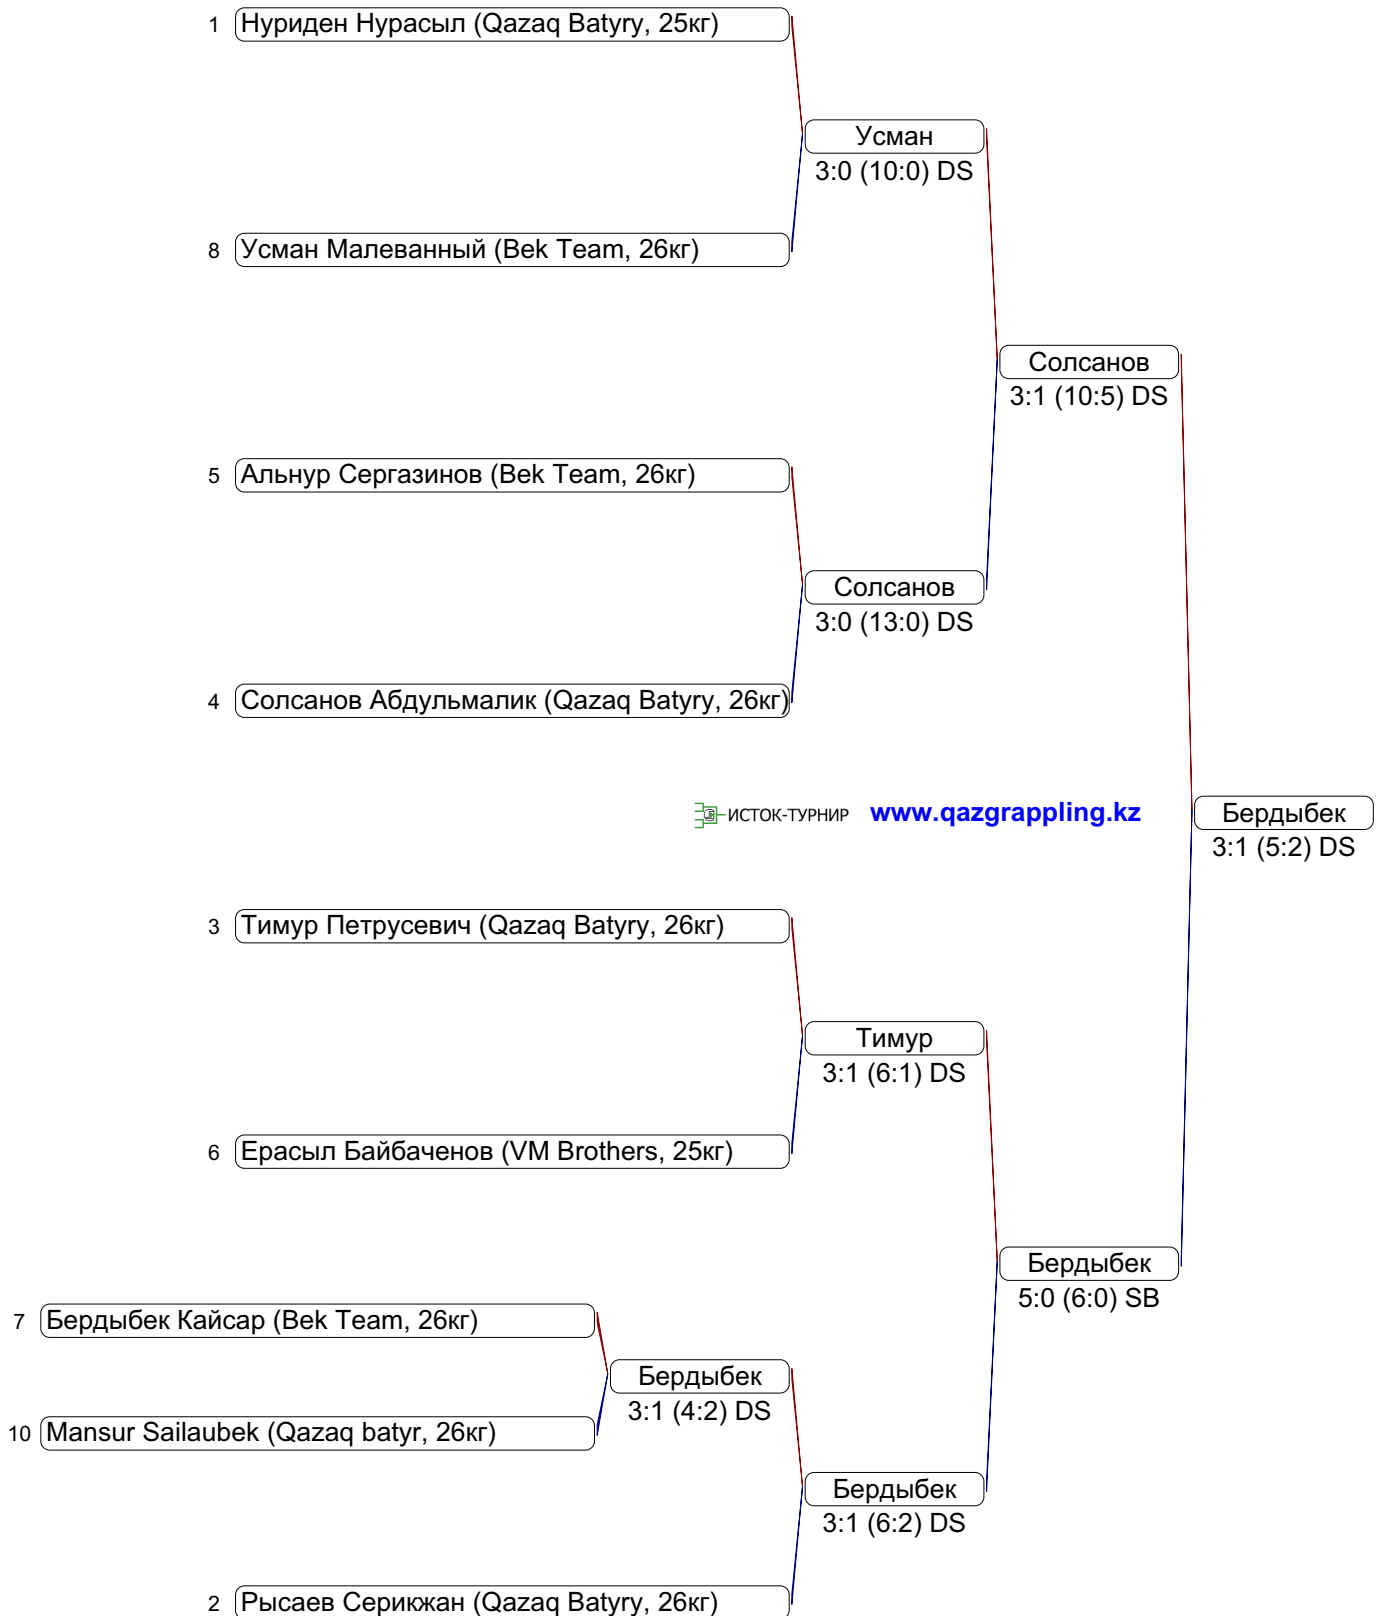 1 Нуриден Нурасыл (Qazaq Batyry, 25кг)
Усман
3:0 (10:0) DS
8 Усман Малеванный (Bek Team, 26кг)
Солсанов
3:1 (10:5) DS
5 Альнур Сергазинов (Bek Team, 26кг)
Солсанов
3:0 (13:0) DS
4 Солсанов Абдульмалик (Qazaq Batyry, 26кг)
ИСТОК-ТУРНИР www.qazgrappling.kz
Бердыбек
3:1 (5:2) DS
3 Тимур Петрусевич (Qazaq Batyry, 26кг)
Тимур
3:1 (6:1) DS
6 Ерасыл Байбаченов (VM Brothers, 25кг)
Бердыбек
5:0 (6:0) SB
7 Бердыбек Кайсар (Bek Team, 26кг)
Бердыбек
3:1 (4:2) DS
10 Mansur Sailaubek (Qazaq batyr, 26кг)
Бердыбек
3:1 (6:2) DS
2 Рысаев Серикжан (Qazaq Batyry, 26кг)